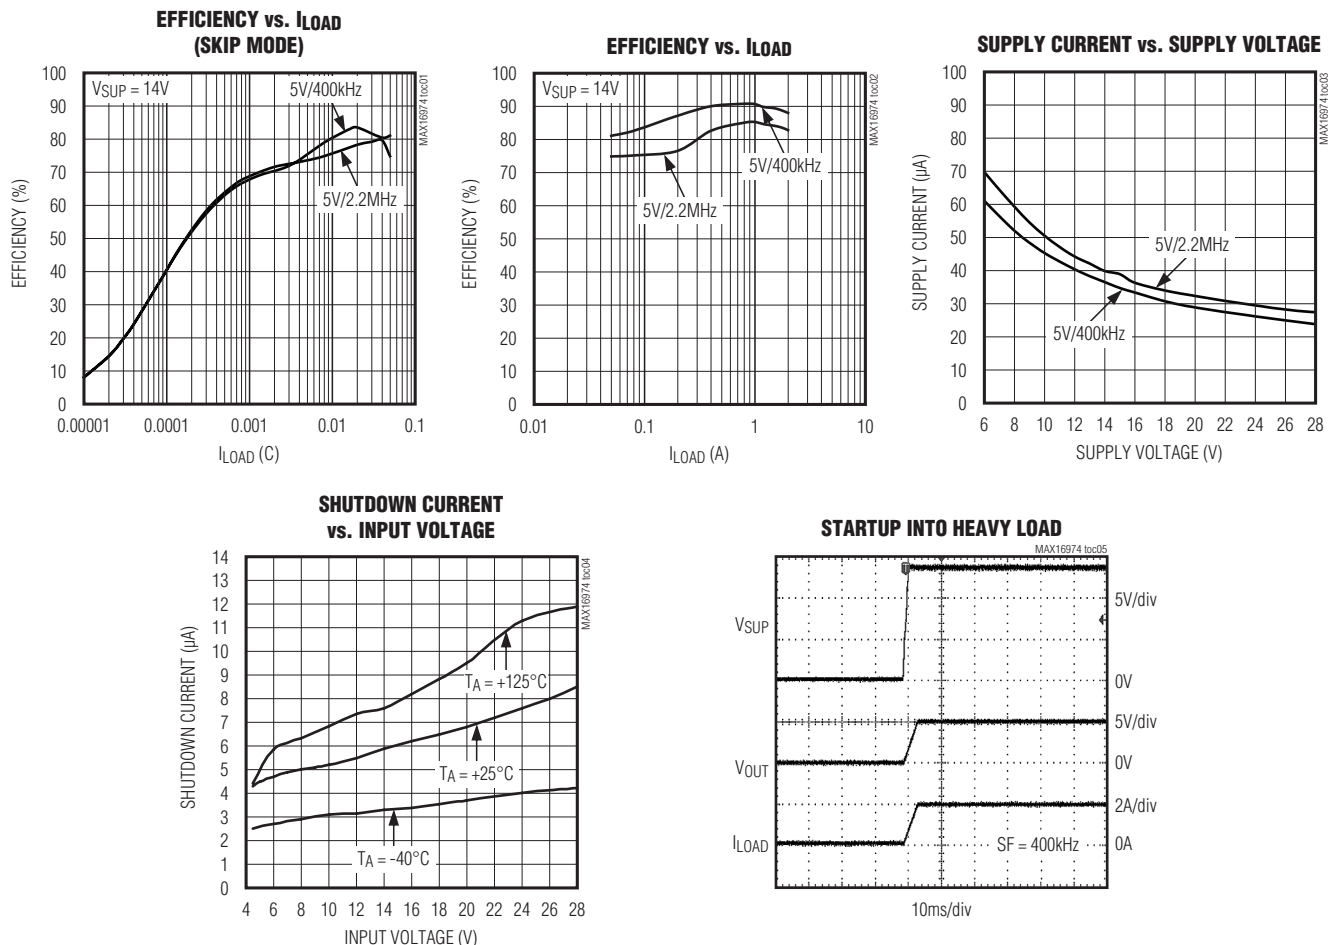 EFFICIENCY vs. ILOAD
(SKIP MODE)
VSUP = 14V
5V/400kHz
5V/2.2MHz
MAX16974 toc01
EFFICIENCY (%)
100
90
80
70
60
50
40
30
20
10
0
0.00001 0.0001 0.001 0.01 0.1
ILOAD (C)
EFFICIENCY vs. ILOAD
VSUP = 14V
5V/400kHz
5V/2.2MHz
MAX16974 toc02
EFFICIENCY (%)
100
90
80
70
60
50
40
30
20
10
0
0.01 0.1 1 10
ILOAD (A)
SUPPLY CURRENT vs. SUPPLY VOLTAGE
MAX16974 toc03
5V/2.2MHz
5V/400kHz
SUPPLY CURRENT (µA)
100
90
80
70
60
50
40
30
20
10
0
6 8 10 12 14 16 18 20 22 24 26 28
SUPPLY VOLTAGE (V)
SHUTDOWN CURRENT
vs. INPUT VOLTAGE
MAX16974 toc04
TA = +125°C
TA = +25°C
TA = -40°C
SHUTDOWN CURRENT (µA)
14
13
12
11
10
9
8
7
6
5
4
3
2
1
0
4 6 8 10 12 14 16 18 20 22 24 26 28
INPUT VOLTAGE (V)
STARTUP INTO HEAVY LOAD
MAX16974 toc05
VSUP
5V/div
0V
5V/div
VOUT
0V
2A/div
ILOAD
SF = 400kHz
0A
10ms/div